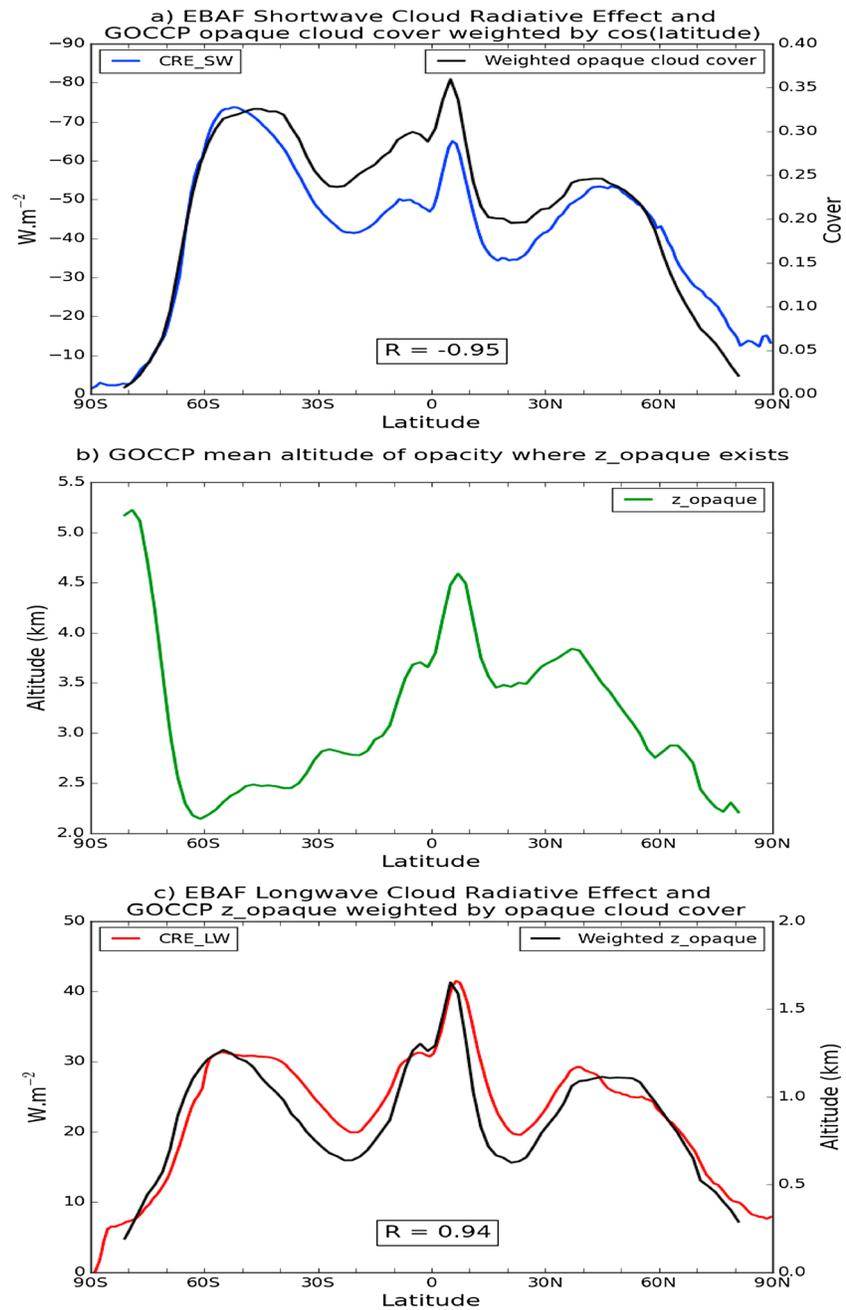 a) EBAF Shortwave Cloud Radiative Effect and
GOCCP opaque cloud cover weighted by cos(latitude)
CRE_SW
Weighted opaque cloud cover
−90
−80
−70
−60
−50
−40
−30
−20
−10
0
W.m−2
0.40
0.35
0.30
0.25
0.20
0.15
0.10
0.05
0.00
Cover
R = -0.95
90S 60S 30S 0 30N 60N 90N
Latitude
b) GOCCP mean altitude of opacity where z_opaque exists
z_opaque
5.5
5.0
4.5
4.0
3.5
3.0
2.5
2.0
Altitude (km)
90S 60S 30S 0 30N 60N 90N
Latitude
c) EBAF Longwave Cloud Radiative Effect and
GOCCP z_opaque weighted by opaque cloud cover
CRE_LW
Weighted z_opaque
50
40
30
20
10
0
W.m−2
2.0
1.5
1.0
0.5
0.0
Altitude (km)
R = 0.94
90S 60S 30S 0 30N 60N 90N
Latitude